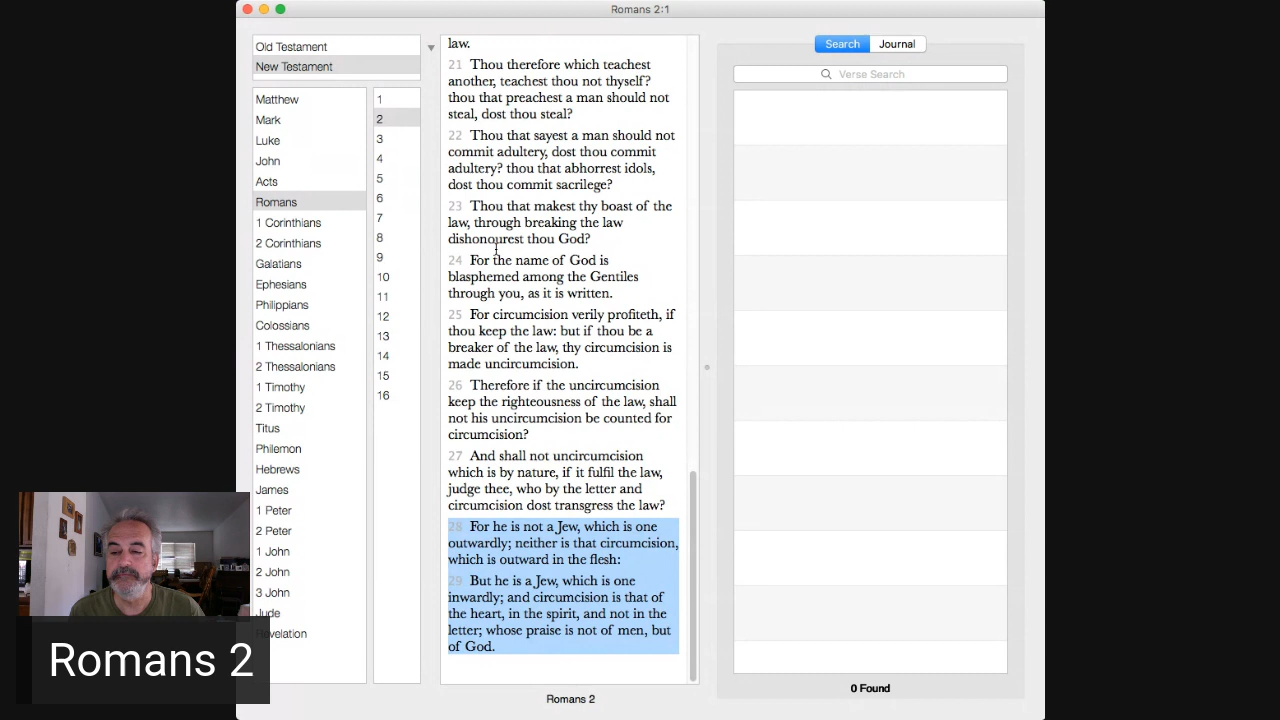 Romans 2:1
Old Testament
New Testament
Matthew
Mark
Luke
John
Acts
Romans
1 Corinthians
2 Corinthians
Galatians
Ephesians
Philippians
Colossians
1 Thessalonians
2 Thessalonians
1 Timothy
2 Timothy
Titus
Philemon
Hebrews
James
1 Peter
2 Peter
1 John
2 John
3 John
Jude
Revelation
1
2
3
4
5
6
7
8
9
10
11
12
13
14
15
16
law.
21 Thou therefore which teachest
another, teachest thou not thyself?
thou that preachest a man should not
steal, dost thou steal?
22 Thou that sayest a man should not
commit adultery, dost thou commit
adultery? thou that abhorrest idols,
dost thou commit sacrilege?
23 Thou that makest thy boast of the
law, through breaking the law
dishonourest thou God?
24 For the name of God is
blasphemed among the Gentiles
through you, as it is written.
25 For circumcision verily profiteth, if
thou keep the law: but if thou be a
breaker of the law, thy circumcision is
made uncircumcision.
26 Therefore if the uncircumcision
keep the righteousness of the law, shall
not his uncircumcision be counted for
circumcision?
27 And shall not uncircumcision
which is by nature, if it fulfil the law,
judge thee, who by the letter and
circumcision dost transgress the law?
28 For he is not a Jew, which is one
outwardly; neither is that circumcision,
which is outward in the flesh:
29 But he is a Jew, which is one
inwardly; and circumcision is that of
the heart, in the spirit, and not in the
letter; whose praise is not of men, but
of God.
Romans 2
Search
Journal
Verse Search
0 Found
Romans 2